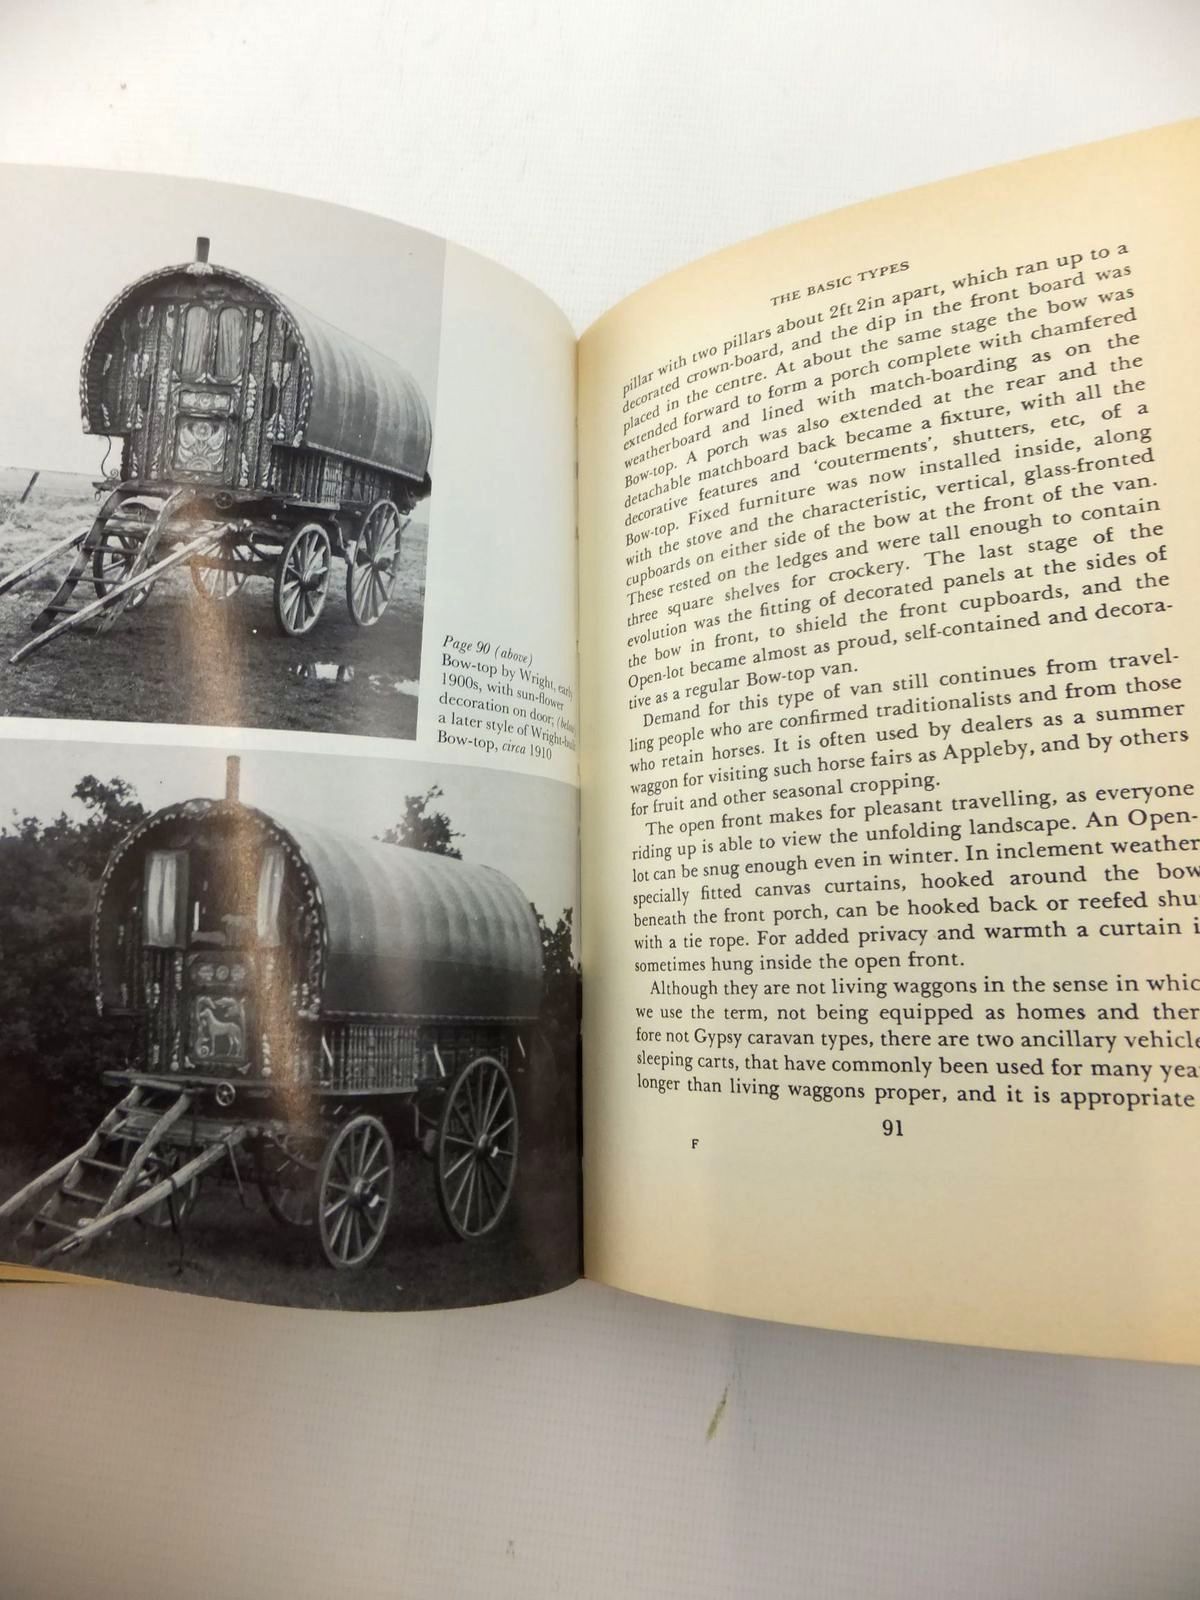 Page 90 (above)
Bow-top by Wright, early
1900s, with sun-flower
decoration on door; (below)
a later style of Wright-built
Bow-top, circa 1910
THE BASIC TYPES
pillar with two pillars about 2ft 2in apart, which ran up to a
decorated crown-board, and the dip in the front board was
placed in the centre. At about the same stage the bow was
extended forward to form a porch complete with chamfered
weatherboard and lined with match-boarding as on the
Bow-top. A porch was also extended at the rear and the
detachable matchboard back became a fixture, with all the
decorative features and 'couterments', shutters, etc, of a
Bow-top. Fixed furniture was now installed inside, along
with the stove and the characteristic, vertical, glass-fronted
cupboards on either side of the bow at the front of the van.
These rested on the ledges and were tall enough to contain
three square shelves for crockery. The last stage of the
evolution was the fitting of decorated panels at the sides of
the bow in front, to shield the front cupboards, and the
Open-lot became almost as proud, self-contained and decora-
tive as a regular Bow-top van.
Demand for this type of van still continues from travel-
ling people who are confirmed traditionalists and from those
who retain horses. It is often used by dealers as a summer
waggon for visiting such horse fairs as Appleby, and by others
for fruit and other seasonal cropping.
The open front makes for pleasant travelling, as everyone
riding up is able to view the unfolding landscape. An Open-
lot can be snug enough even in winter. In inclement weather
specially fitted canvas curtains, hooked around the bow
beneath the front porch, can be hooked back or reefed shu
with a tie rope. For added privacy and warmth a curtain i
sometimes hung inside the open front.
Although they are not living waggons in the sense in whic
we use the term, not being equipped as homes and ther
fore not Gypsy caravan types, there are two ancillary vehicle
sleeping carts, that have commonly been used for many yea
longer than living waggons proper, and it is appropriate
91
F